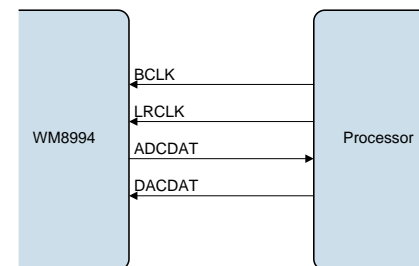 BCLK
LRCLK
WM8994
Processor
ADCDAT
DACDAT